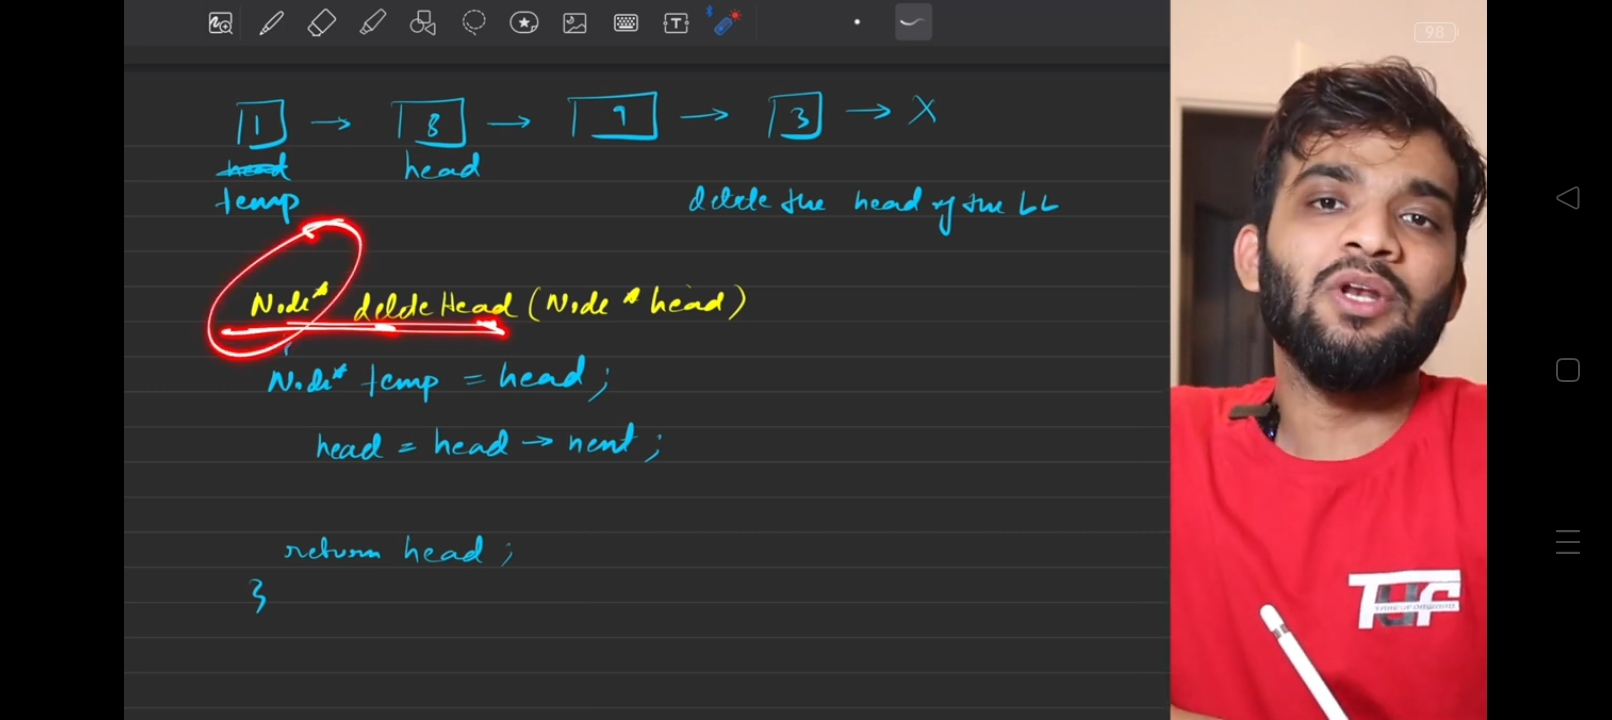 98
1 → 8 → 9 → 3 → X
head head
temp delete the head of the LL
Node* deleteHead (Node * head)
Node* temp = head;
head = head → next;
return head;
}
TUF